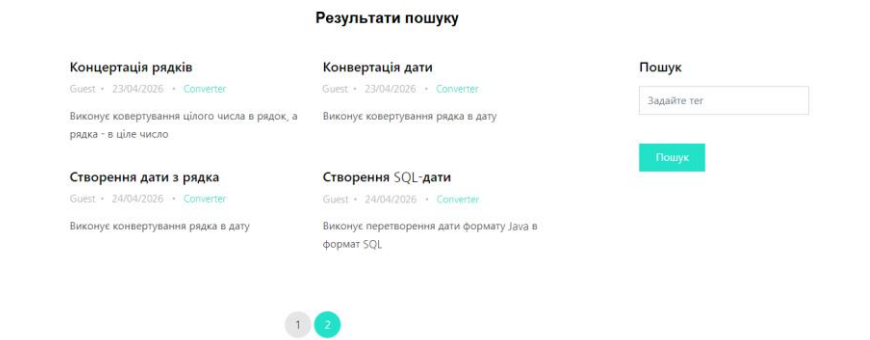 Результати пошуку
Концертація рядків
Guest • 23/04/2026 • Converter
Виконує ковертування цілого числа в рядок, а
рядка - в ціле число
Конвертація дати
Guest • 23/04/2026 • Converter
Виконує ковертування рядка в дату
Створення дати з рядка
Guest • 24/04/2026 • Converter
Виконує конвертування рядка в дату
Створення SQL-дати
Guest • 24/04/2026 • Converter
Виконує перетворення дати формату Java в
формат SQL
Пошук
Задайте тег
Пошук
1 2